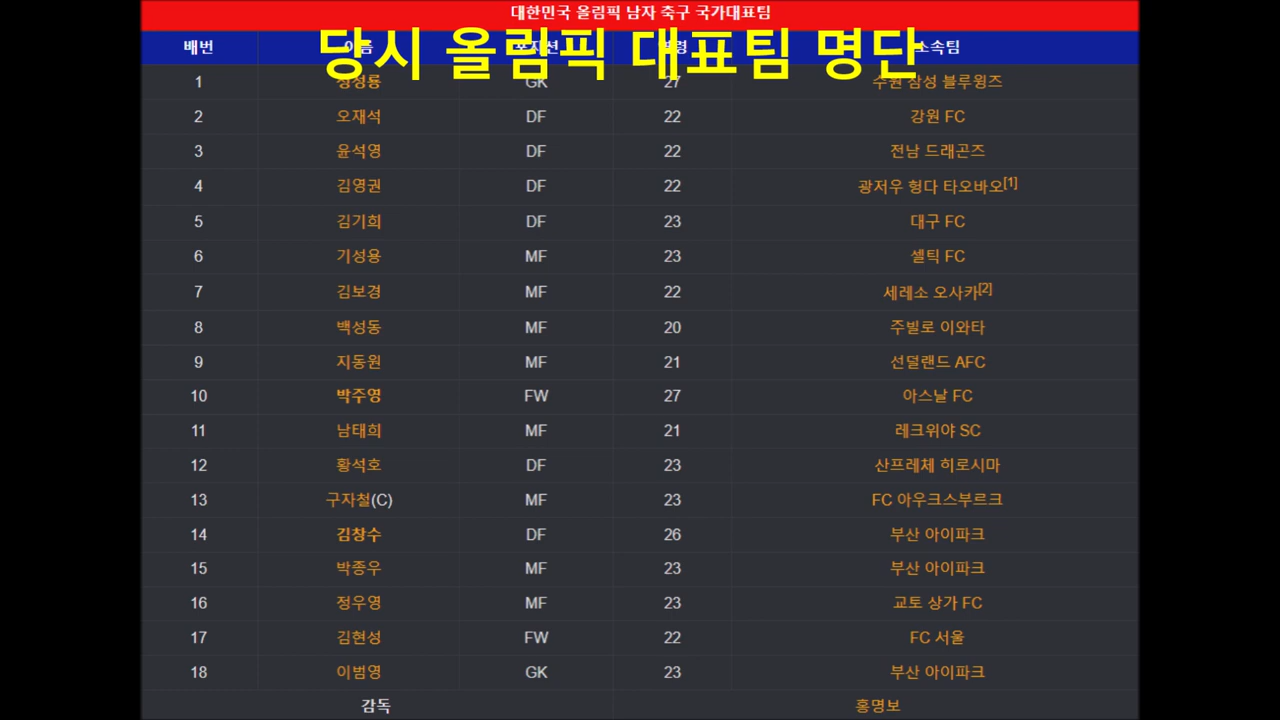 대한민국 올림픽 남자 축구 국가대표팀
당시 올림픽 대표팀 명단
배번 소속팀
1 정성룡 GK 27 수원 삼성 블루윙즈
2 오재석 DF 22 강원 FC
3 윤석영 DF 22 전남 드래곤즈
4 김영권 DF 22 광저우 헝다 타오바오[1]
5 김기희 DF 23 대구 FC
6 기성용 MF 23 셀틱 FC
7 김보경 MF 22 세레소 오사카[2]
8 백성동 MF 20 주빌로 이와타
9 지동원 MF 21 선덜랜드 AFC
10 박주영 FW 27 아스날 FC
11 남태희 MF 21 레크위야 SC
12 황석호 DF 23 산프레체 히로시마
13 구자철(C) MF 23 FC 아우크스부르크
14 김창수 DF 26 부산 아이파크
15 박종우 MF 23 부산 아이파크
16 정우영 MF 23 교토 상가 FC
17 김현성 FW 22 FC 서울
18 이범영 GK 23 부산 아이파크
감독 홍명보